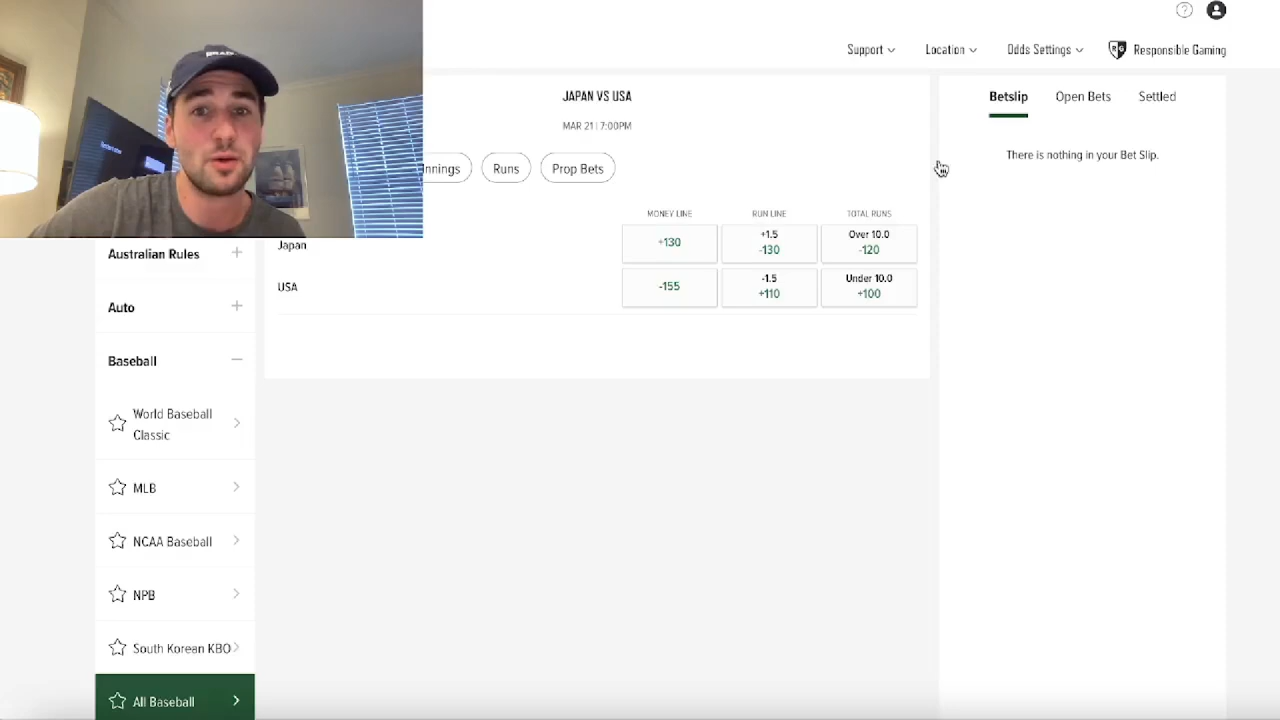 Support
Location
Odds Settings
RG
Responsible Gaming
JAPAN VS USA
MAR 21 | 7:00PM
nnings
Runs
Prop Bets
MONEY LINE
RUN LINE
TOTAL RUNS
Japan
+130
+1.5
-130
Over 10.0
-120
USA
-155
-1.5
+110
Under 10.0
+100
Betslip
Open Bets
Settled
There is nothing in your Bet Slip.
Australian Rules
Auto
Baseball
World Baseball
Classic
MLB
NCAA Baseball
NPB
South Korean KBO
All Baseball